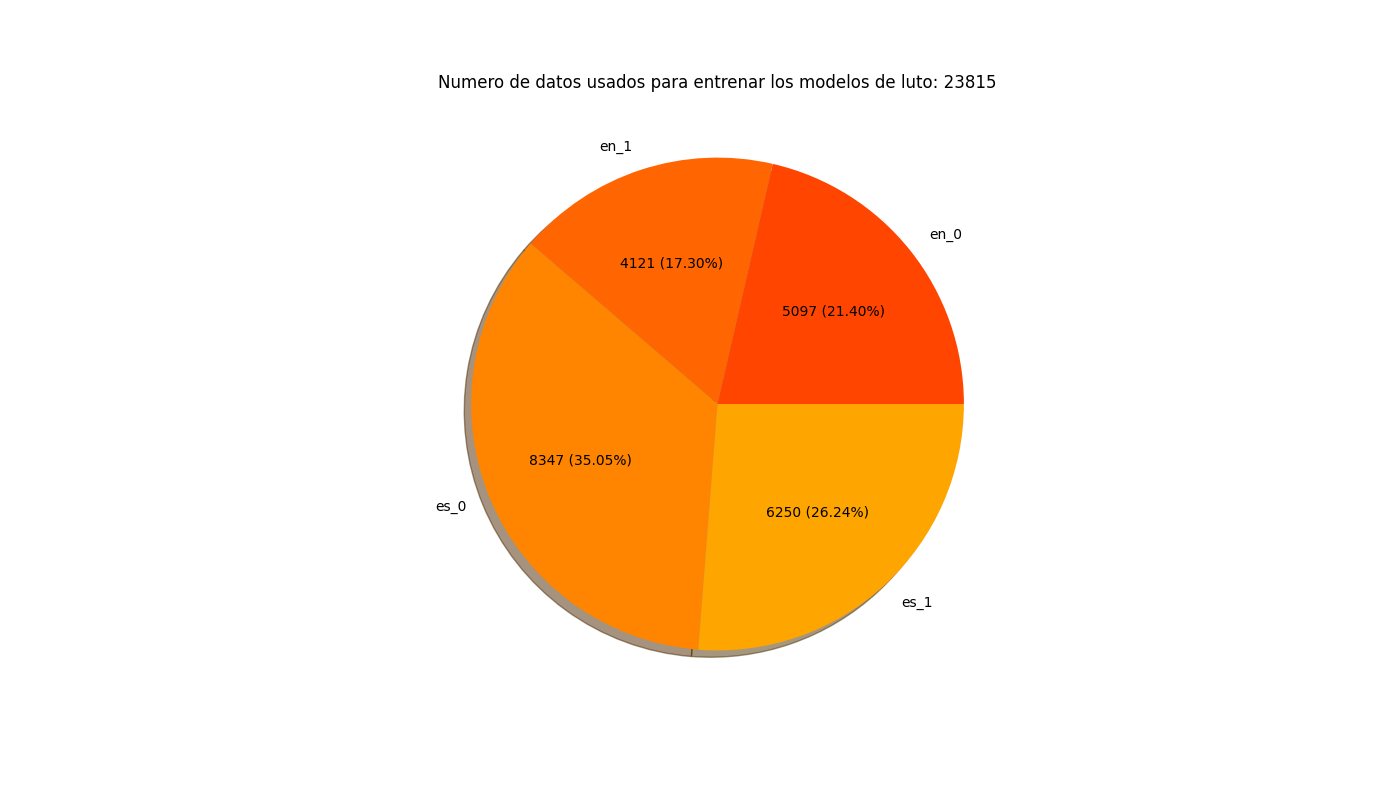 Numero de datos usados para entrenar los modelos de luto: 23815
en_1
en_0
4121 (17.30%)
5097 (21.40%)
8347 (35.05%)
es_0
6250 (26.24%)
es_1